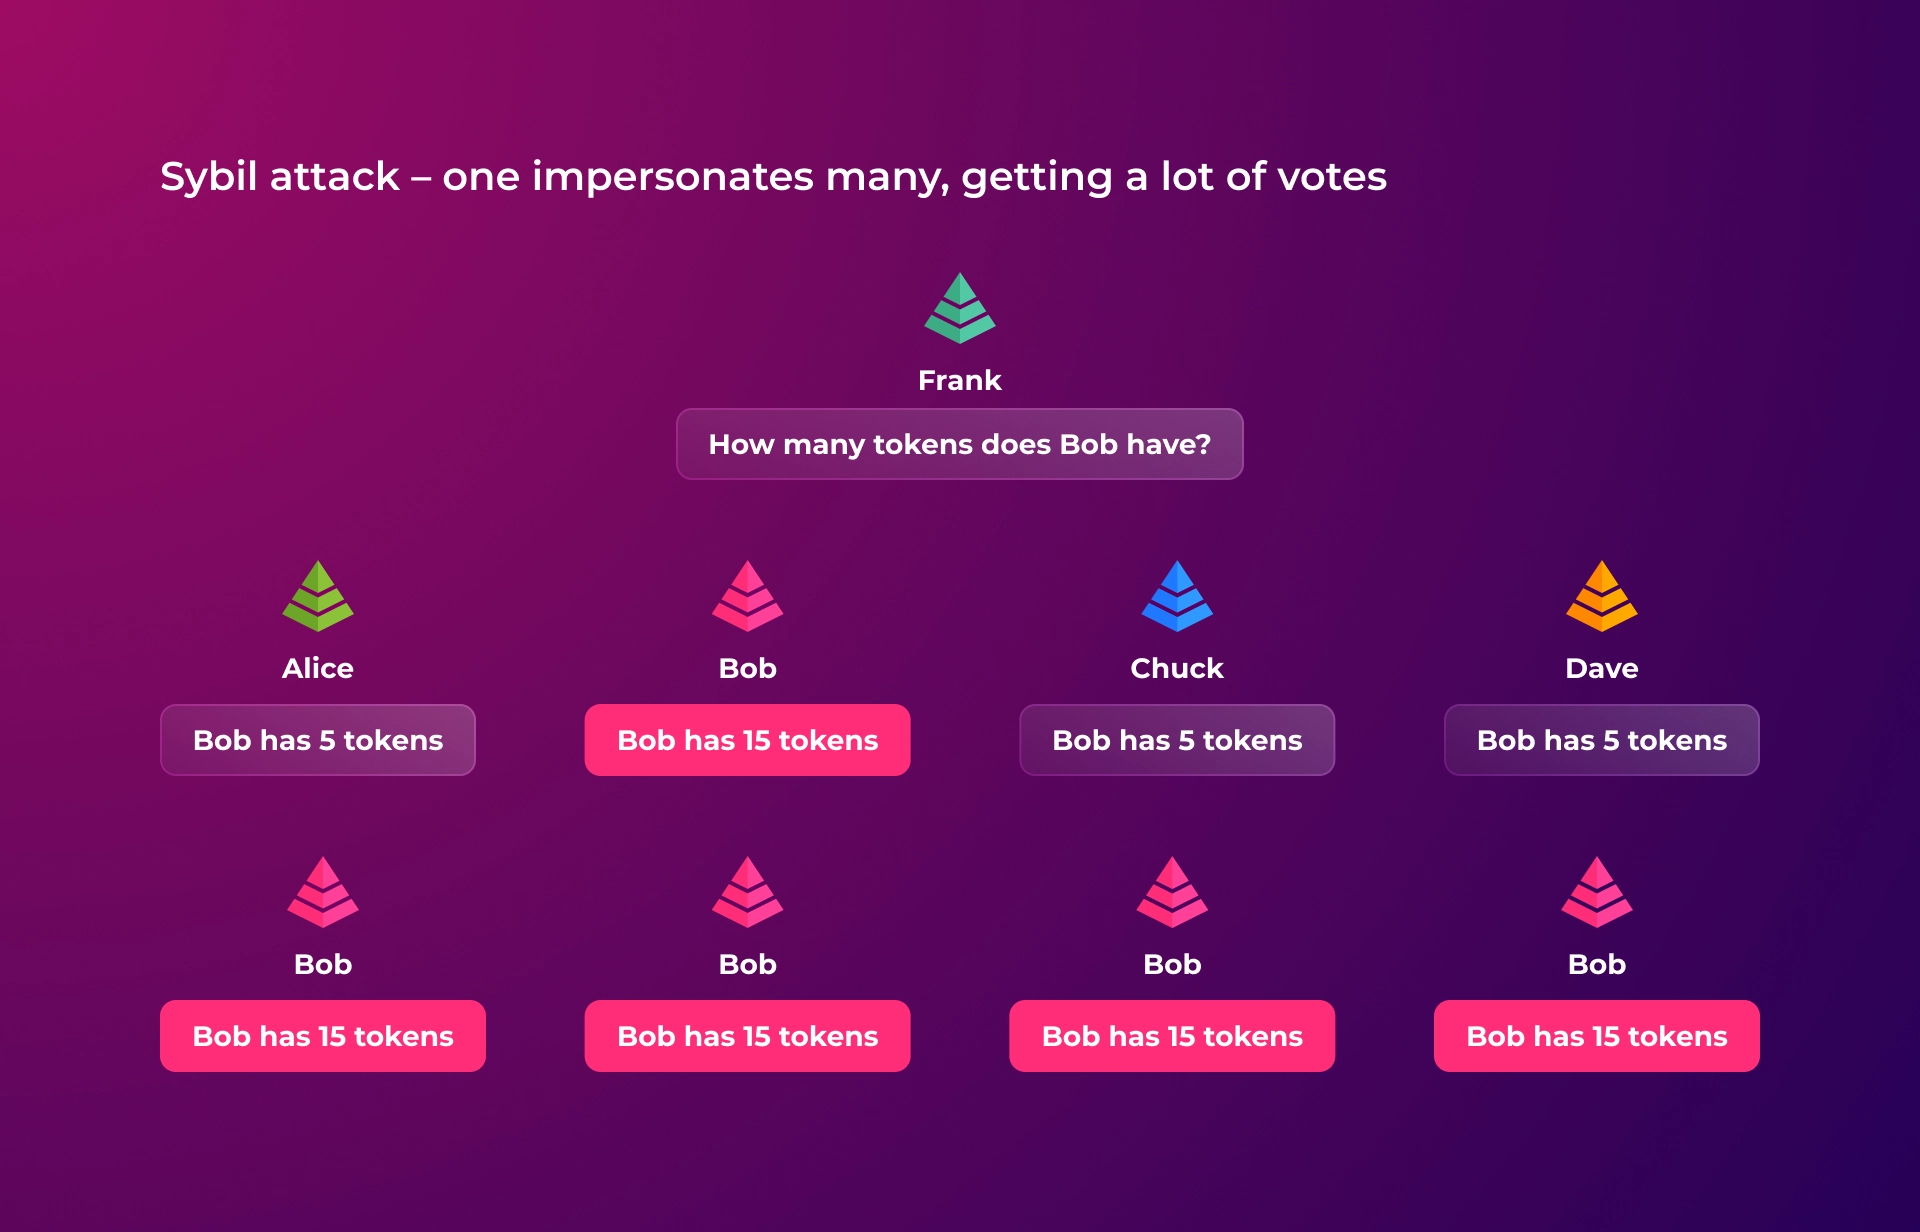 Sybil attack – one impersonates many, getting a lot of votes
Frank
How many tokens does Bob have?
Alice
Bob
Chuck
Dave
Bob has 5 tokens
Bob has 15 tokens
Bob has 5 tokens
Bob has 5 tokens
Bob
Bob
Bob
Bob
Bob has 15 tokens
Bob has 15 tokens
Bob has 15 tokens
Bob has 15 tokens